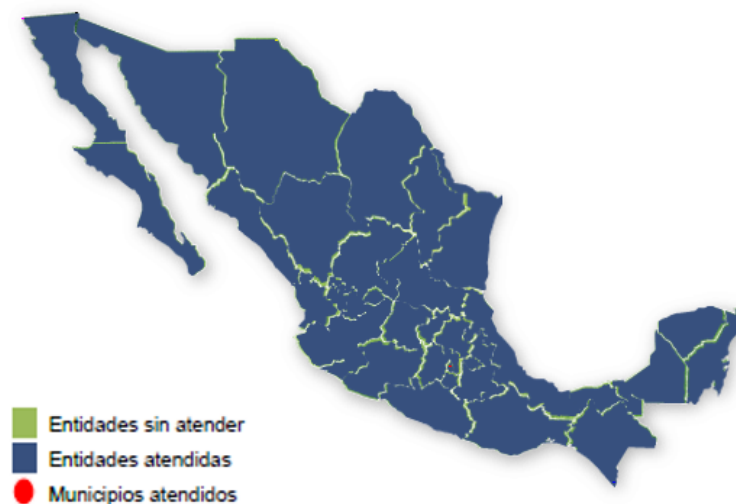 Entidades sin atender
Entidades atendidas
Municipios atendidos